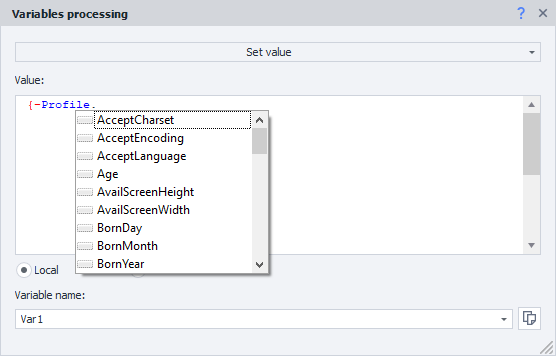 Variables processing
?
Set value
Value:
{-Profile.
AcceptCharset
AcceptEncoding
AcceptLanguage
Age
AvailScreenHeight
AvailScreenWidth
BornDay
BornMonth
BornYear
Local
Variable name:
Var1